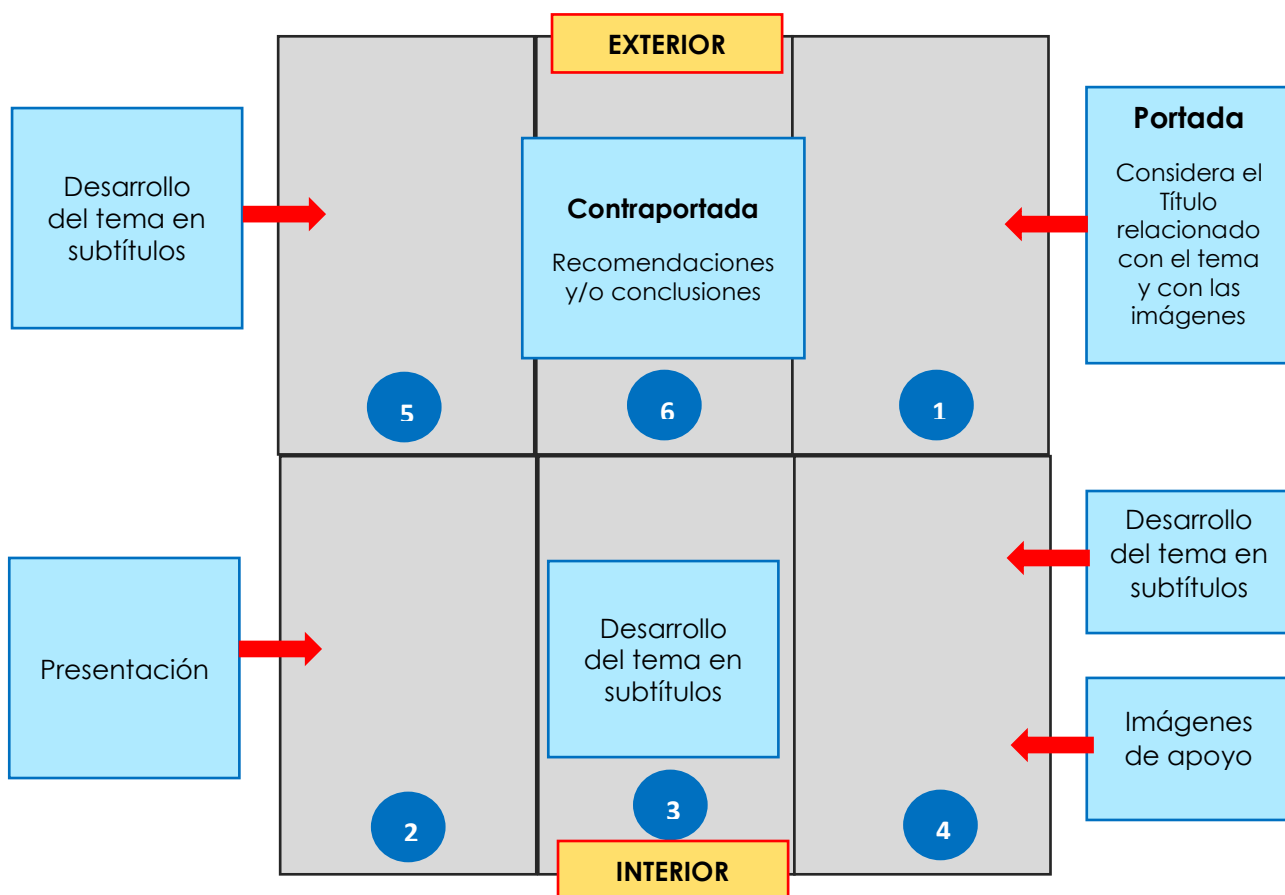 EXTERIOR
Desarrollo
del tema en
subtítulos
Contraportada
Recomendaciones
y/o conclusiones
Portada
Considera el
Título
relacionado
con el tema
y con las
imágenes
5
6
1
Presentación
Desarrollo
del tema en
subtítulos
Desarrollo
del tema en
subtítulos
Imágenes
de apoyo
2
3
4
INTERIOR